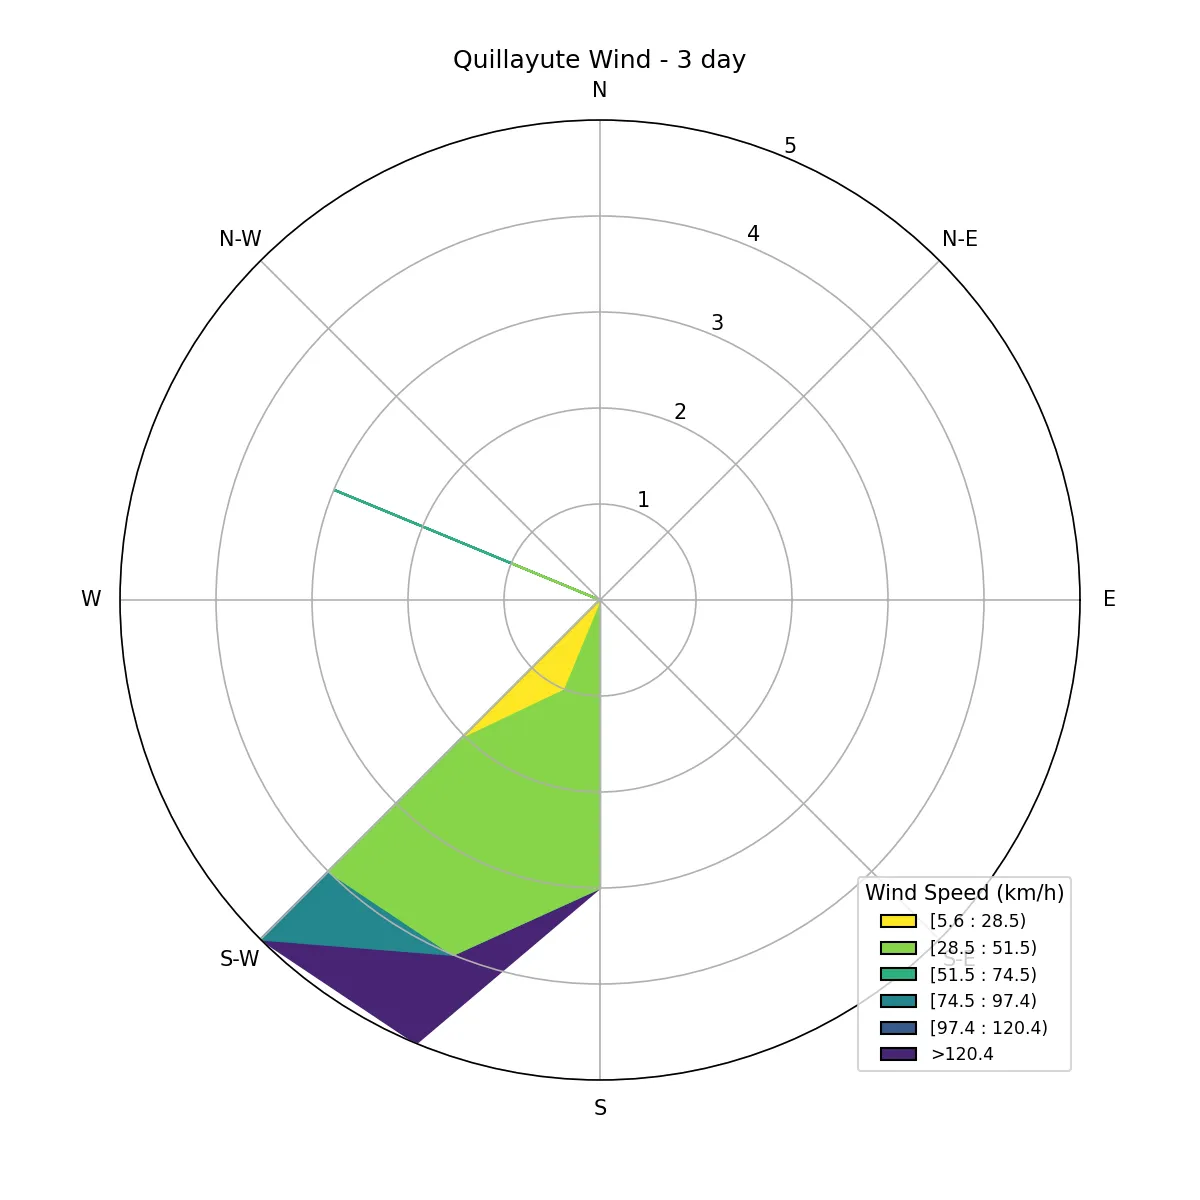 Quillayute Wind - 3 day
N
5
N-W
N-E
4
3
2
1
W
E
Wind Speed (km/h)
[5.6 : 28.5)
[28.5 : 51.5)
S-W
S-E
[51.5 : 74.5)
[74.5 : 97.4)
[97.4 : 120.4)
>120.4
S